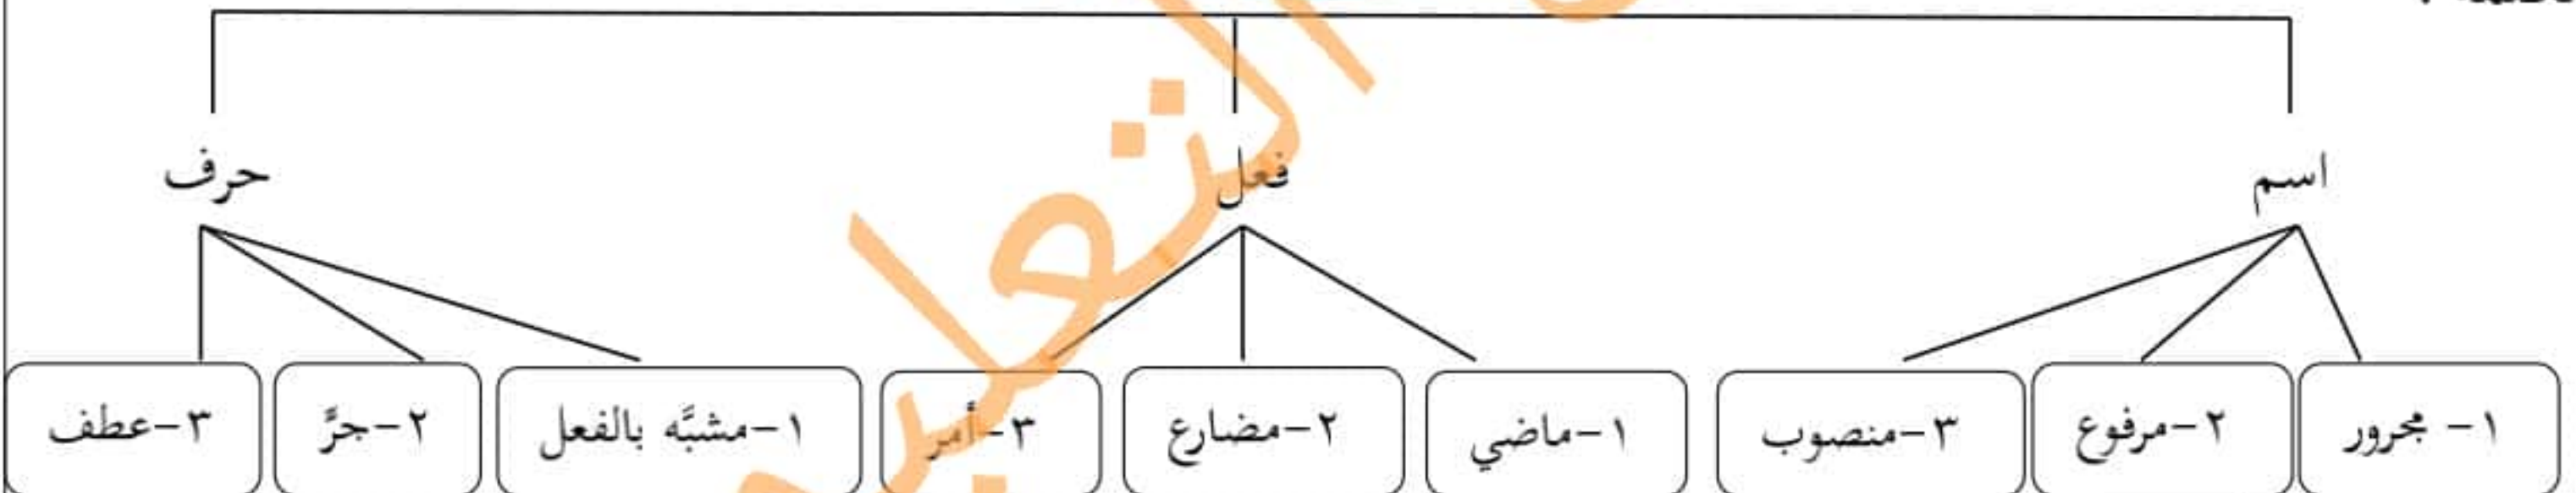 اسم
فعل
حرف
١- مجرور
٢-مرفوع
٣-منصوب
١-ماضي
٢-مضارع
٣-أمر
١-مشبَّه بالفعل
٢-جرَّ
٣-عطف